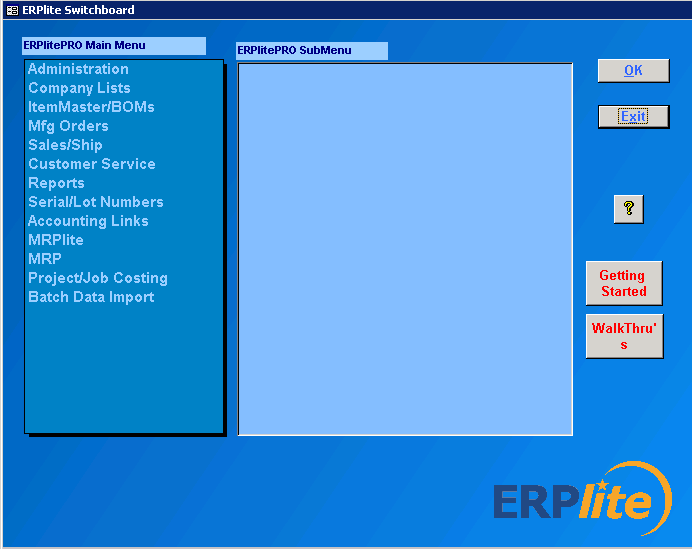 ERPlite Switchboard
ERPlitePRO Main Menu
Administration
Company Lists
ItemMaster/BOMs
Mfg Orders
Sales/Ship
Customer Service
Reports
Serial/Lot Numbers
Accounting Links
MRPlite
MRP
Project/Job Costing
Batch Data Import
ERPlitePRO SubMenu
OK
Exit
?
Getting
Started
WalkThru'
s
ERPlite